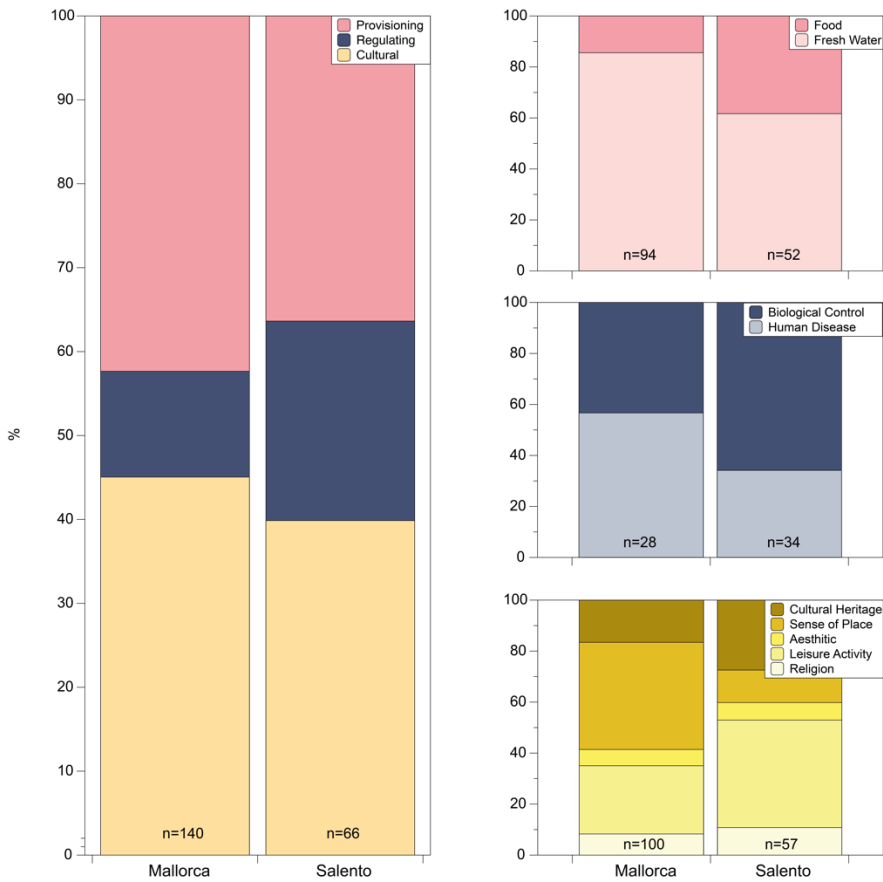 100
90
80
70
60
50
40
30
20
10
0
%
Provisioning
Regulating
Cultural
n=140
n=66
Mallorca
Salento
100
80
60
40
20
0
Food
Fresh Water
n=94
n=52
100
80
60
40
20
0
Biological Control
Human Disease
n=28
n=34
100
80
60
40
20
0
Cultural Heritage
Sense of Place
Aesthitic
Leisure Activity
Religion
n=100
n=57
Mallorca
Salento